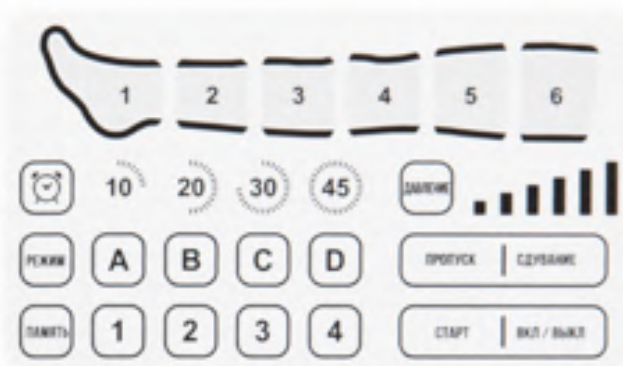 1 2 3 4 5 6
10 20 30 45 ДАВЛЕНИЕ
РЕЖИМ A B C D ПРОПУСК СДУВАНИЕ
ПАМЯТЬ 1 2 3 4 СТАРТ ВКЛ / ВЫКЛ